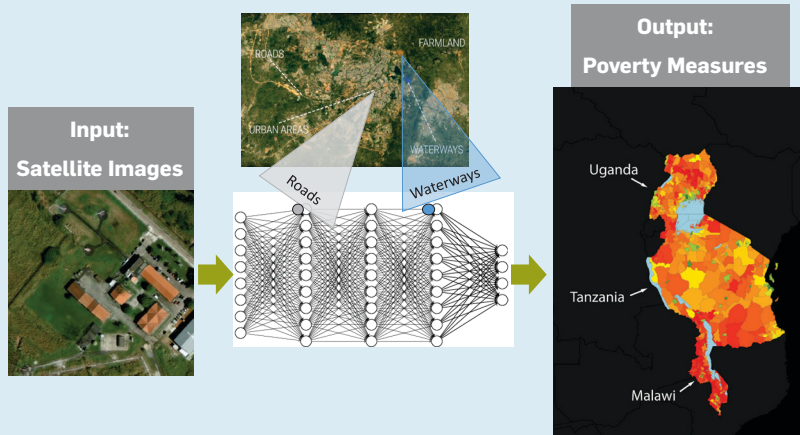 Input:
Satellite Images
ROADS
FARMLAND
URBAN AREAS
WATERWAYS
Roads
Waterways
Output:
Poverty Measures
Uganda
Tanzania
Malawi